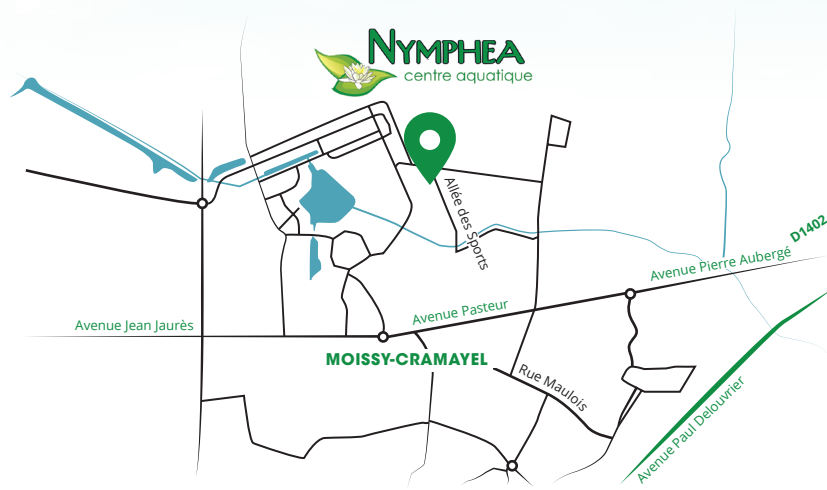 NYMPHEA
centre aquatique
Allée des Sports
D1402
Avenue Pierre Aubergé
Avenue Pasteur
Avenue Jean Jaurès
MOISSY-CRAMAYEL
Rue Maulois
Avenue Paul Delouvrier